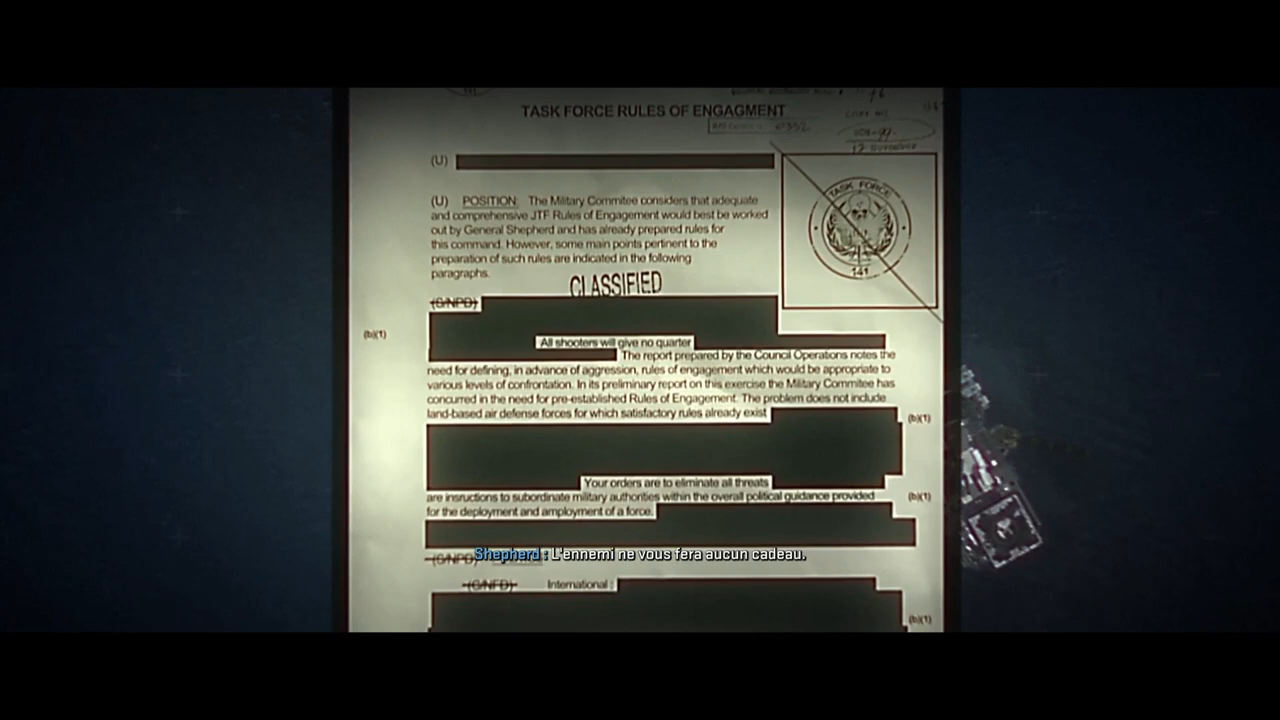 TASK FORCE RULES OF ENGAGMENT
0332
(U)
TASK FORCE
141
(U) POSITION: The Military Commitee considers that adequate
and comprehensive JTF Rules of Engagement would best be worked
out by General Shepherd and has already prepared rules for
this command. However, some main points pertinent to the
preparation of such rules are indicated in the following
paragraphs.
CLASSIFIED
(b)(1)
All shooters will give no quarter
The report prepared by the Council Operations notes the
need for defining, in advance of aggression, rules of engagement which would be appropriate to
various levels of confrontation. In its preliminary report on this exercise the Military Commitee has
concurred in the need for pre-established Rules of Engagement. The problem does not include
land-based air defense forces for which satisfactory rules already exist
(b)(1)
Your orders are to eliminate all threats
are insructions to subordinate military authorities within the overall political guidance provided
(b)(1)
for the deployment and amployment of a force.
Shepherd : L'ennemi ne vous fera aucun cadeau.
International :
(b)(1)